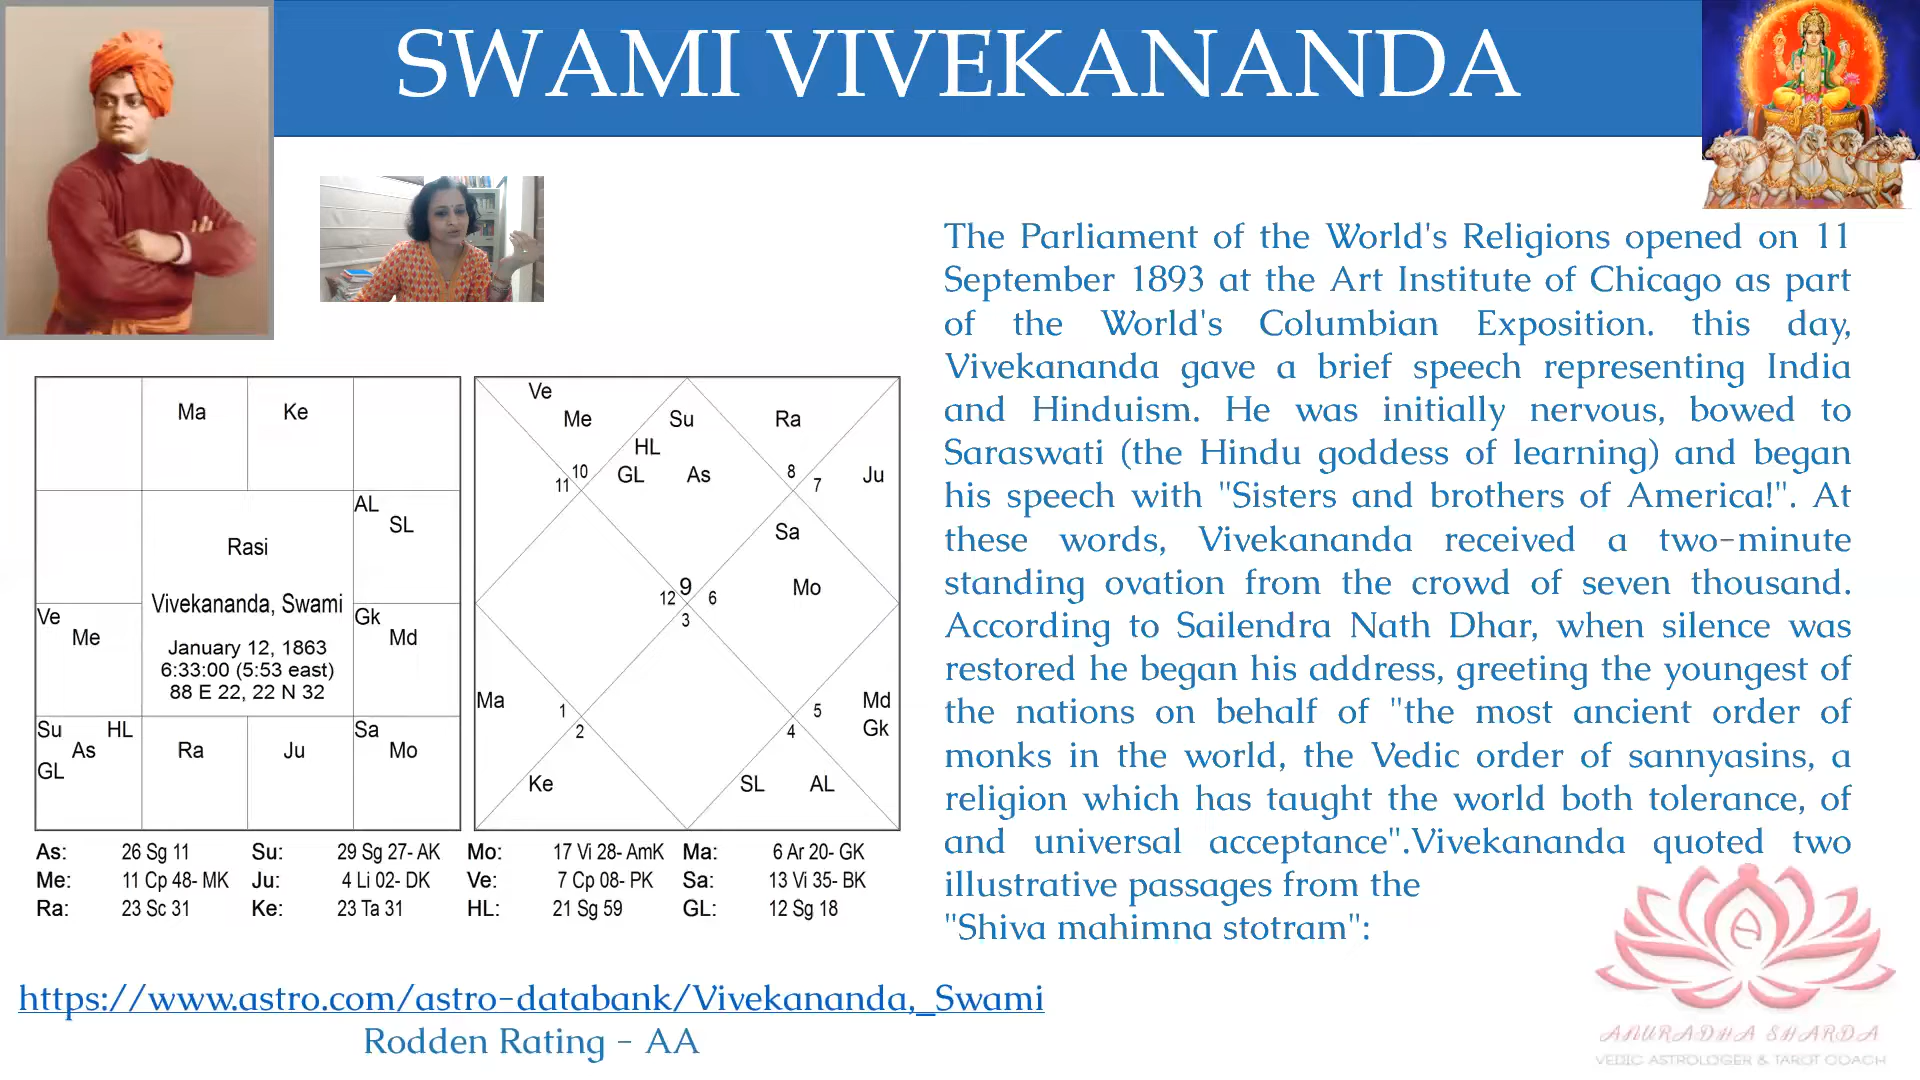 SWAMI VIVEKANANDA
The Parliament of the World's Religions opened on 11
September 1893 at the Art Institute of Chicago as part
of the World's Columbian Exposition. this day,
Vivekananda gave a brief speech representing India
and Hinduism. He was initially nervous, bowed to
Saraswati (the Hindu goddess of learning) and began
his speech with "Sisters and brothers of America!". At
these words, Vivekananda received a two-minute
standing ovation from the crowd of seven thousand.
According to Sailendra Nath Dhar, when silence was
restored he began his address, greeting the youngest of
the nations on behalf of "the most ancient order of
monks in the world, the Vedic order of sannyasins, a
religion which has taught the world both tolerance, of
and universal acceptance".Vivekananda quoted two
illustrative passages from the
"Shiva mahimna stotram":
Ma Ke
AL
SL
Rasi
Vivekananda, Swami
January 12, 1863
6:33:00 (5:53 east)
88 E 22, 22 N 32
Ve
Me
Gk
Md
Su HL
As
GL
Ra
Ju
Sa
Mo
Ve
Me Su Ra
HL
GL As Ju
10 8
11 7
Sa
Mo
9
12 6
3
Ma Md
1 5
Gk
2 4
Ke SL AL
As: 26 Sg 11 Su: 29 Sg 27- AK Mo: 17 Vi 28- AmK Ma: 6 Ar 20- GK
Me: 11 Cp 48- MK Ju: 4 Li 02- DK Ve: 7 Cp 08- PK Sa: 13 Vi 35- BK
Ra: 23 Sc 31 Ke: 23 Ta 31 HL: 21 Sg 59 GL: 12 Sg 18
https://www.astro.com/astro-databank/Vivekananda,_Swami
Rodden Rating - AA
ANURADHA SHARDA
VEDIC ASTROLOGER & TAROT COACH